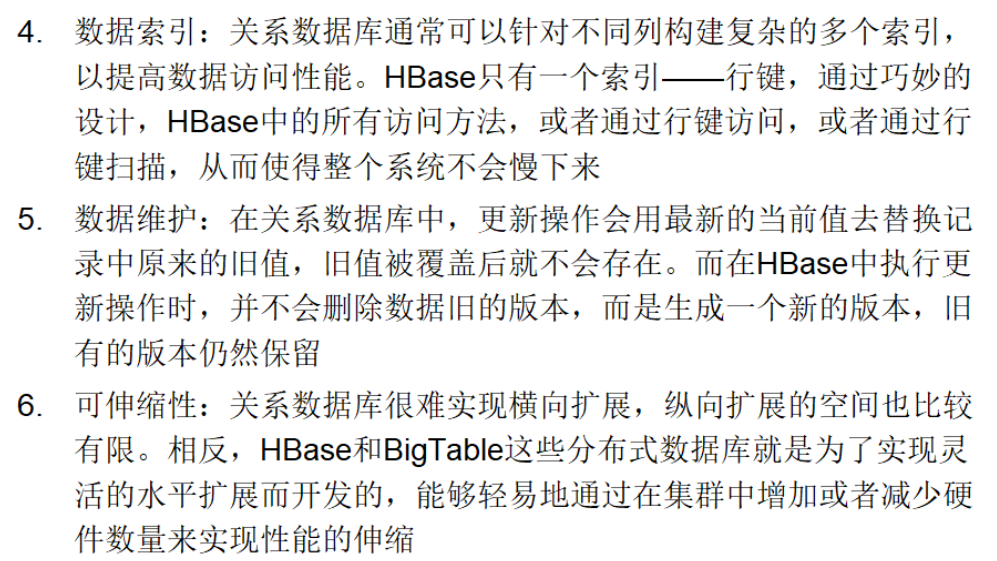 4. 数据索引：关系数据库通常可以针对不同列构建复杂的多个索引，
以提高数据访问性能。HBase只有一个索引——行键，通过巧妙的
设计，HBase中的所有访问方法，或者通过行键访问，或者通过行
键扫描，从而使得整个系统不会慢下来
5. 数据维护：在关系数据库中，更新操作会用最新的当前值去替换记
录中原来的旧值，旧值被覆盖后就不会存在。而在HBase中执行更
新操作时，并不会删除数据旧的版本，而是生成一个新的版本，旧
有的版本仍然保留
6. 可伸缩性：关系数据库很难实现横向扩展，纵向扩展的空间也比较
有限。相反，HBase和BigTable这些分布式数据库就是为了实现灵
活的水平扩展而开发的，能够轻易地通过在集群中增加或者减少硬
件数量来实现性能的伸缩